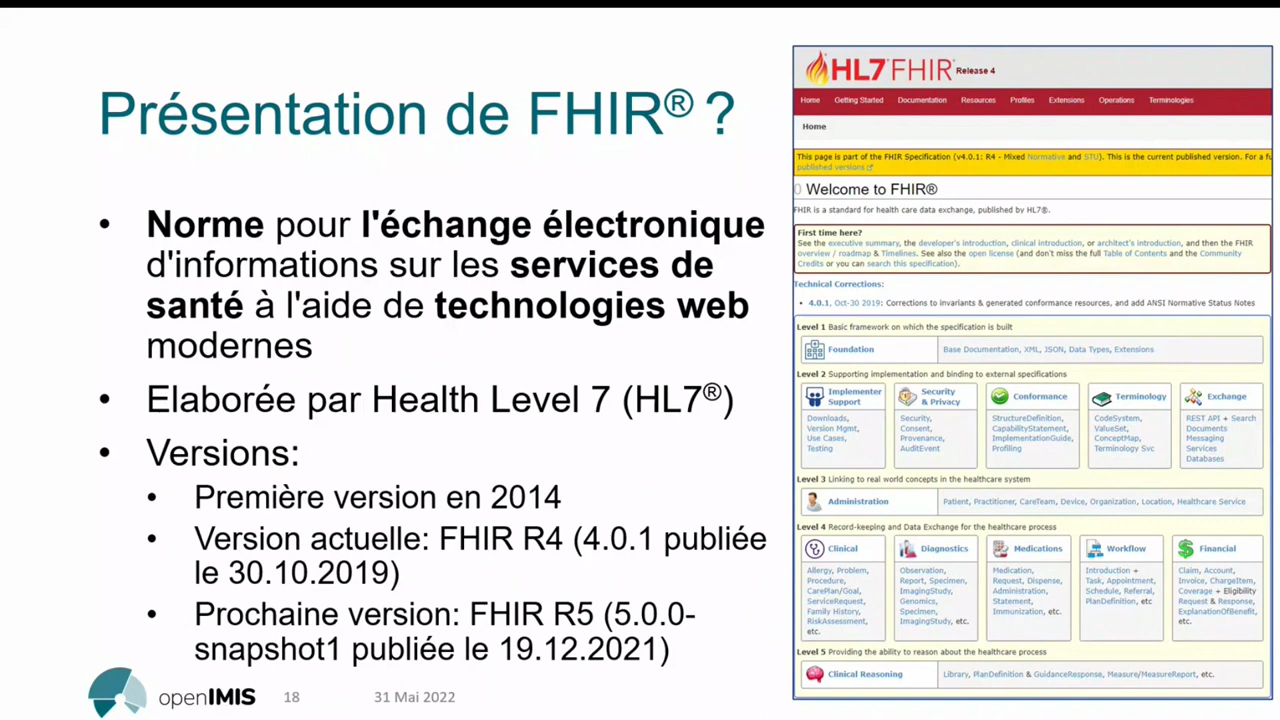 Présentation de FHIR® ?
• Norme pour l'échange électronique
d'informations sur les services de
santé à l'aide de technologies web
modernes
• Elaborée par Health Level 7 (HL7®)
• Versions:
• Première version en 2014
• Version actuelle: FHIR R4 (4.0.1 publiée
le 30.10.2019)
• Prochaine version: FHIR R5 (5.0.0-
snapshot1 publiée le 19.12.2021)
openIMIS
18
31 Mai 2022
HL7 FHIR Release 4
Home Getting Started Documentation Resources Profiles Extensions Operations Terminologies
Home
This page is part of the FHIR Specification (v4.0.1: R4 - Mixed Normative and STU). This is the current published version. For a fu
published versions
0 Welcome to FHIR®
FHIR is a standard for health care data exchange, published by HL7®.
First time here?
See the executive summary, the developer's introduction, clinical introduction, or architect's introduction, and then the FHIR
overview / roadmap & Timelines. See also the open license (and don't miss the full Table of Contents and the Community
Credits or you can search this specification).
Technical Corrections:
• 4.0.1. Oct-30 2019: Corrections to invariants & generated conformance resources, and add ANSI Normative Status Notes
Level 1 Basic framework on which the specification is built
Foundation
Base Documentation, XML, JSON, Data Types, Extensions
Level 2 Supporting implementation and binding to external specifications
Implementer
Support
Downloads,
Version Mgmt,
Use Cases,
Testing
Security
& Privacy
Security,
Consent,
Provenance,
AuditEvent
Conformance
StructureDefinition,
CapabilityStatement,
ImplementationGuide,
Profiling
Terminology
CodeSystem,
ValueSet,
ConceptMap,
Terminology Svc
Exchange
REST API + Search
Documents
Messaging
Services
Databases
Level 3 Linking to real world concepts in the healthcare system
Administration
Patient, Practitioner, CareTeam, Device, Organization, Location, Healthcare Service
Level 4 Record-keeping and Data Exchange for the healthcare process
Clinical
Allergy, Problem,
Procedure,
CarePlan/Goal,
ServiceRequest,
Family History,
RiskAssessment,
etc.
Diagnostics
Observation,
Report, Specimen,
ImagingStudy,
Genomics,
Specimen,
ImagingStudy, etc.
Medications
Medication,
Request, Dispense,
Administration,
Statement,
Immunization, etc.
Workflow
Introduction +
Task, Appointment,
Schedule, Referral,
PlanDefinition, etc
Financial
Claim, Account,
Invoice, ChargeItem,
Coverage + Eligibility
Request & Response,
ExplanationOfBenefit,
etc.
Level 5 Providing the ability to reason about the healthcare process
Clinical Reasoning
Library, PlanDefinition & GuidanceResponse, Measure/MeasureReport, etc.